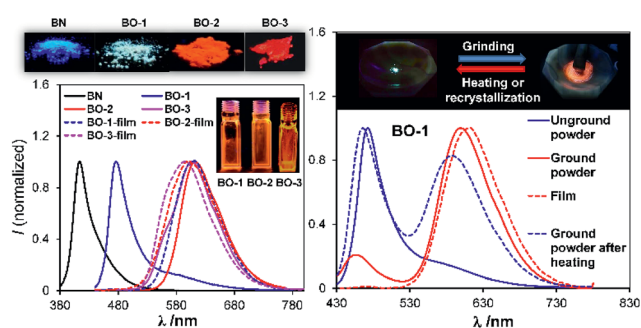 BN BO-1 BO-2 BO-3
I (normalized)
1.6
1.2
0.8
0.4
0
BN
BO-1
BO-2
BO-3
BO-1-film
BO-2-film
BO-3-film
BO-1 BO-2 BO-3
380 480 580 680 780
λ /nm
1.6
1.2
0.8
0.4
0
Grinding
Heating or
recrystallization
BO-1
Unground
powder
Ground
powder
Film
Ground
powder after
heating
430 530 630 730 830
λ /nm